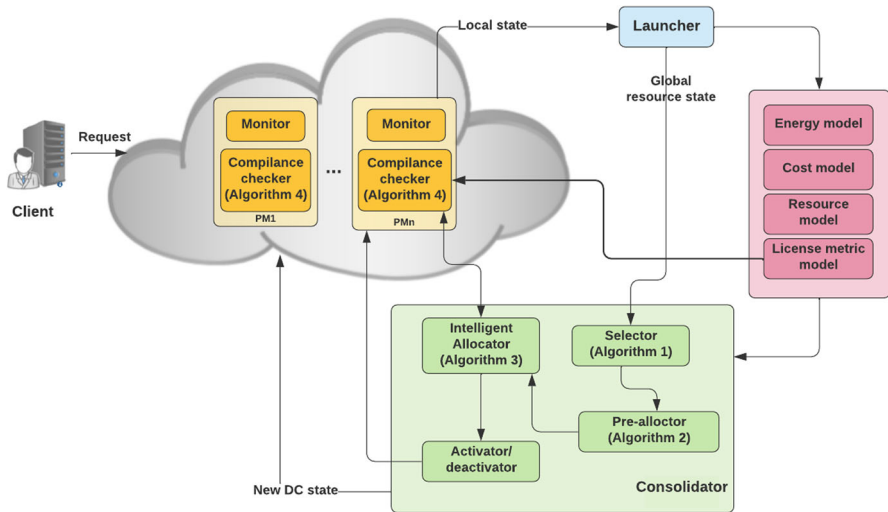 Local state
Launcher
Global
resource state
Request
Client
Monitor
Compilance
checker
(Algorithm 4)
PM1
...
Monitor
Compilance
checker
(Algorithm 4)
PMn
Energy model
Cost model
Resource
model
License metric
model
Intelligent
Allocator
(Algorithm 3)
Selector
(Algorithm 1)
Pre-alloctor
(Algorithm 2)
Activator/
deactivator
Consolidator
New DC state